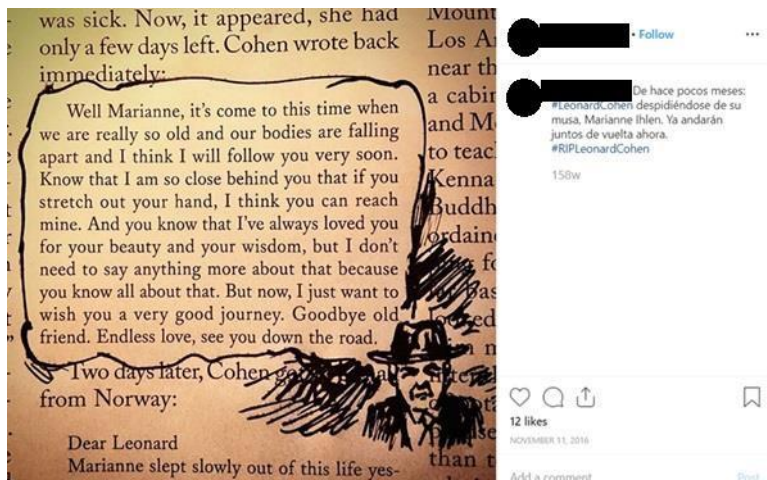 was sick. Now, it appeared, she had
only a few days left. Cohen wrote back
immediately:
Well Marianne, it's come to this time when
we are really so old and our bodies are falling
apart and I think I will follow you very soon.
Know that I am so close behind you that if you
stretch out your hand, I think you can reach
mine. And you know that I've always loved you
for your beauty and your wisdom, but I don't
need to say anything more about that because
you know all about that. But now, I just want to
wish you a very good journey. Goodbye old
friend. Endless love, see you down the road.
Two days later, Cohen
from Norway:
Dear Leonard
Marianne slept slowly out of this life yes-
Mount
Los A
near th
a cabin
and M
to teac
Kenna
Buddh
ordain
than t
• Follow
De hace pocos meses:
#LeonardCohen despidiéndose de su
musa, Marianne Ihlen. Ya andarán
juntos de vuelta ahora.
#RIPLeonardCohen
158w
12 likes
NOVEMBER 11, 2016
Add a comment
Post